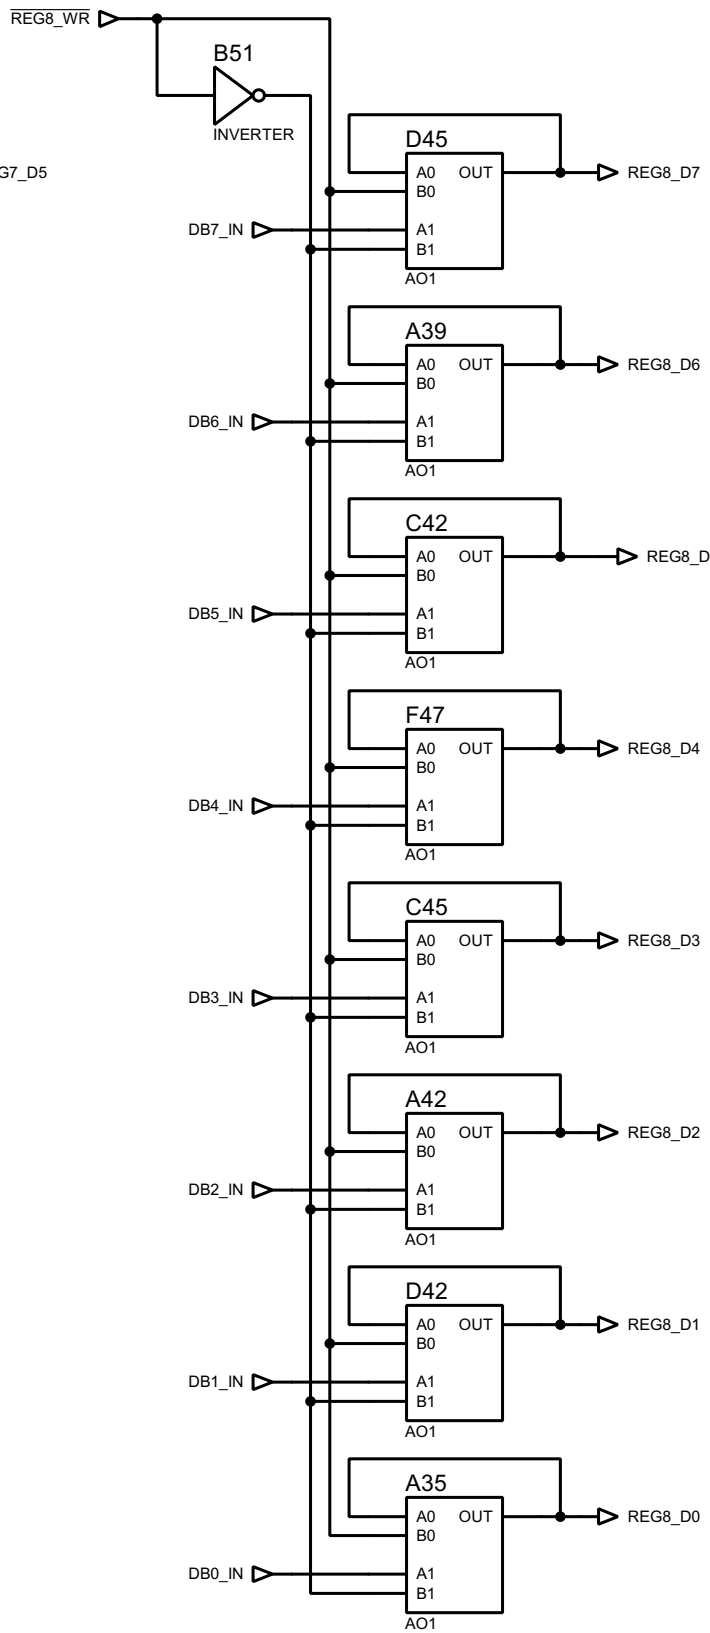 REG8_WR
B51
INVERTER
D45
A0 OUT
B0
A1
B1
AO1
DB7_IN
REG8_D7
G7_D5
A39
A0 OUT
B0
A1
B1
AO1
DB6_IN
REG8_D6
C42
A0 OUT
B0
A1
B1
AO1
DB5_IN
REG8_D
F47
A0 OUT
B0
A1
B1
AO1
DB4_IN
REG8_D4
C45
A0 OUT
B0
A1
B1
AO1
DB3_IN
REG8_D3
A42
A0 OUT
B0
A1
B1
AO1
DB2_IN
REG8_D2
D42
A0 OUT
B0
A1
B1
AO1
DB1_IN
REG8_D1
A35
A0 OUT
B0
A1
B1
AO1
DB0_IN
REG8_D0